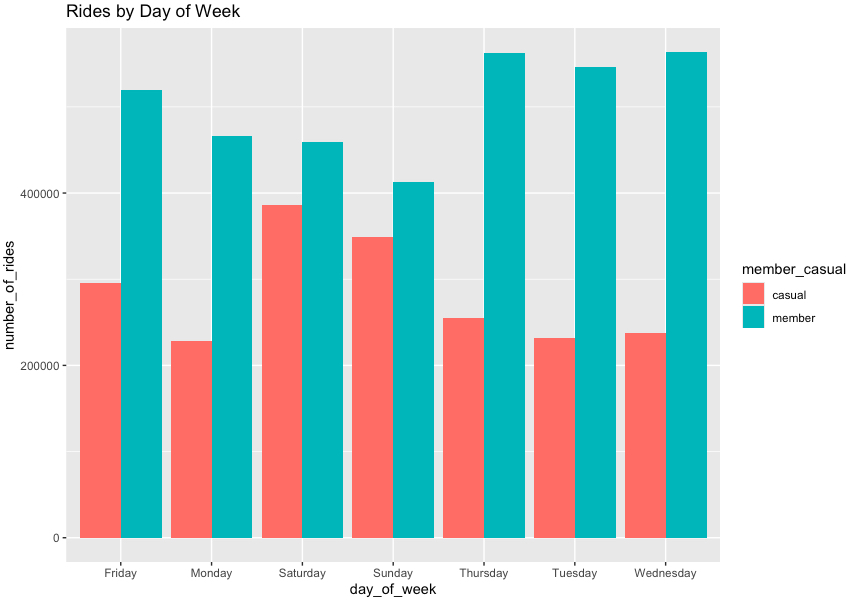 Rides by Day of Week
number_of_rides
400000
200000
0
Friday Monday Saturday Sunday Thursday Tuesday Wednesday
day_of_week
member_casual
casual
member